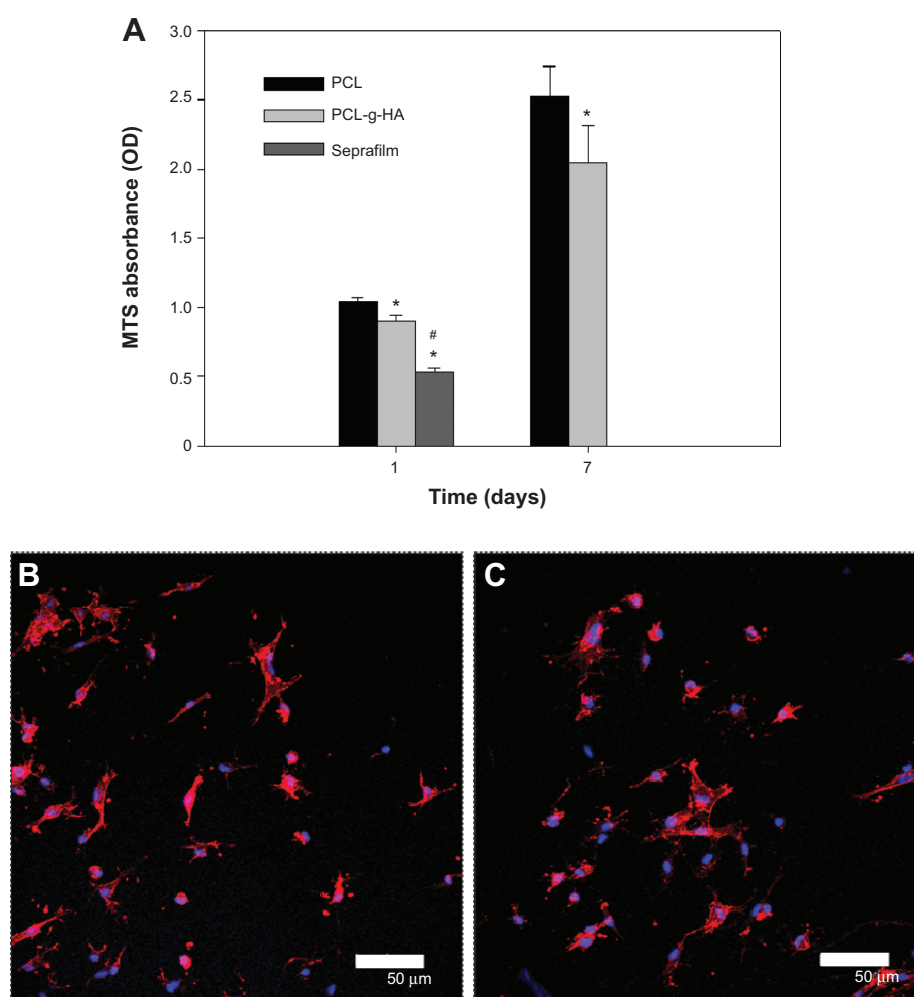 A
3.0
2.5
2.0
1.5
1.0
0.5
0
MTS absorbance (OD)
PCL
PCL-g-HA
Seprafilm
*
#
*
*
1
7
Time (days)
B
50 μm
C
50 μm